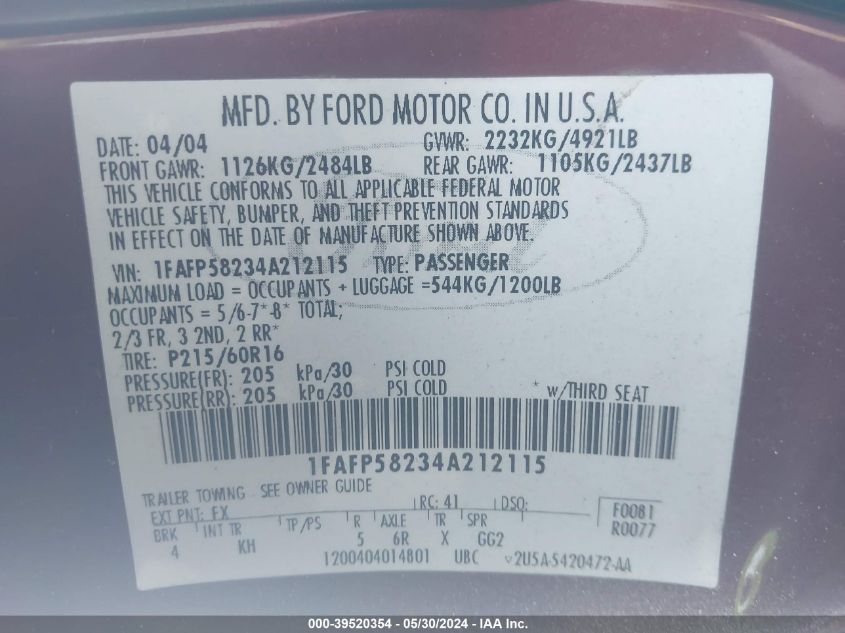 MFD. BY FORD MOTOR CO. IN U.S.A.
DATE: 04/04 GVWR: 2232KG/4921LB
FRONT GAWR: 1126KG/2484LB REAR GAWR: 1105KG/2437LB
THIS VEHICLE CONFORMS TO ALL APPLICABLE FEDERAL MOTOR
VEHICLE SAFETY, BUMPER, AND THEFT PREVENTION STANDARDS
IN EFFECT ON THE DATE OF MANUFACTURE SHOWN ABOVE.
VIN: 1FAFP58234A212115 TYPE: PASSENGER
MAXIMUM LOAD = OCCUPANTS + LUGGAGE =544KG/1200LB
OCCUPANTS = 5/6-7*-8* TOTAL;
2/3 FR, 3 2ND, 2 RR*
TIRE: P215/60R16
PRESSURE(FR): 205 kPa/30 PSI COLD
PRESSURE(RR): 205 kPa/30 PSI COLD * w/THIRD SEAT
1FAFP58234A212115
TRAILER TOWING - SEE OWNER GUIDE
EXT PNT: FX RC: 41 DSO: F0081
BRK INT TR TP/PS R AXLE TR SPR R0077
4 KH 5 6R X GG2
1200404014801 UBC v2U5A-5420472-AA
000-39520354 - 05/30/2024 - IAA Inc.